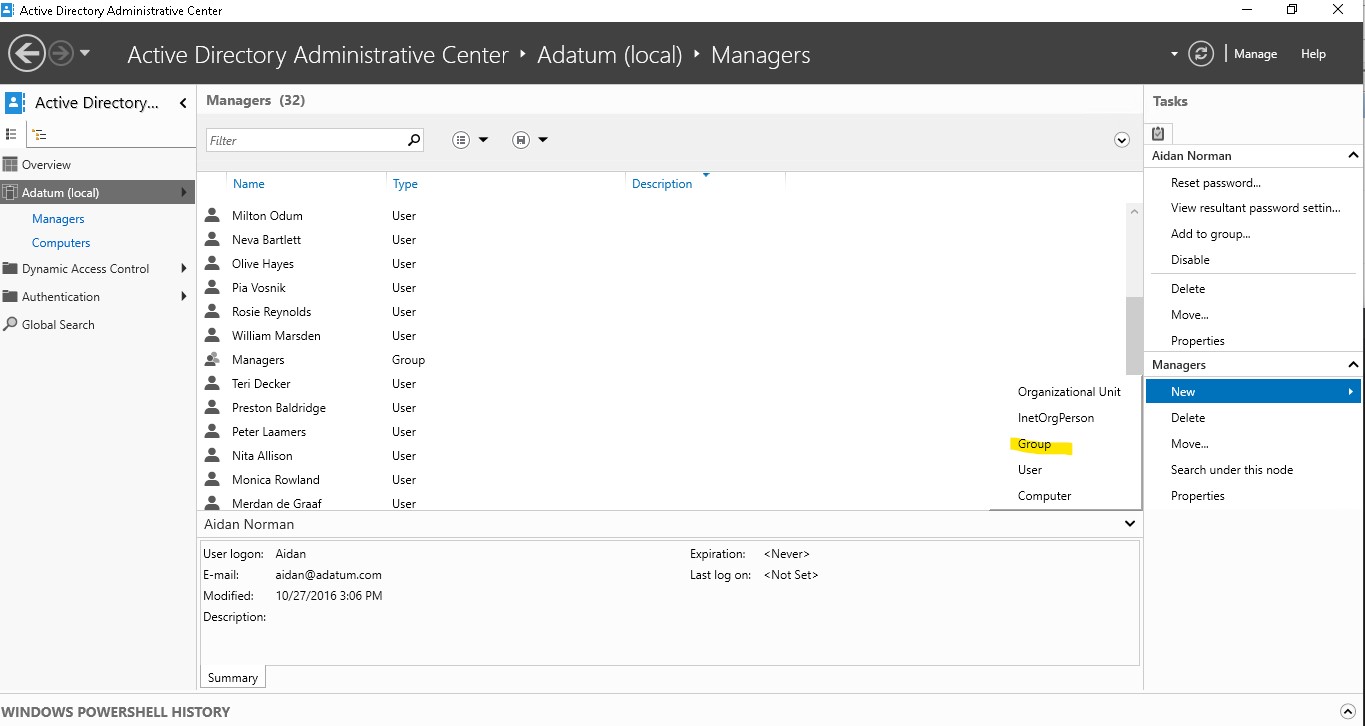 Active Directory Administrative Center
Active Directory Administrative Center • Adatum (local) • Managers
Manage
Help
Active Directory...
Overview
Adatum (local)
Managers
Computers
Dynamic Access Control
Authentication
Global Search
Managers (32)
Filter
Name Type Description
Milton Odum User
Neva Bartlett User
Olive Hayes User
Pia Vosnik User
Rosie Reynolds User
William Marsden User
Managers Group
Teri Decker User
Preston Baldridge User
Peter Laamers User
Nita Allison User
Monica Rowland User
Merdan de Graaf User
Organizational Unit
InetOrgPerson
Group
User
Computer
Aidan Norman
User logon: Aidan
E-mail: aidan@adatum.com
Modified: 10/27/2016 3:06 PM
Description:
Expiration: <Never>
Last log on: <Not Set>
Summary
Tasks
Aidan Norman
Reset password...
View resultant password settin...
Add to group...
Disable
Delete
Move...
Properties
Managers
New
Delete
Move...
Search under this node
Properties
WINDOWS POWERSHELL HISTORY